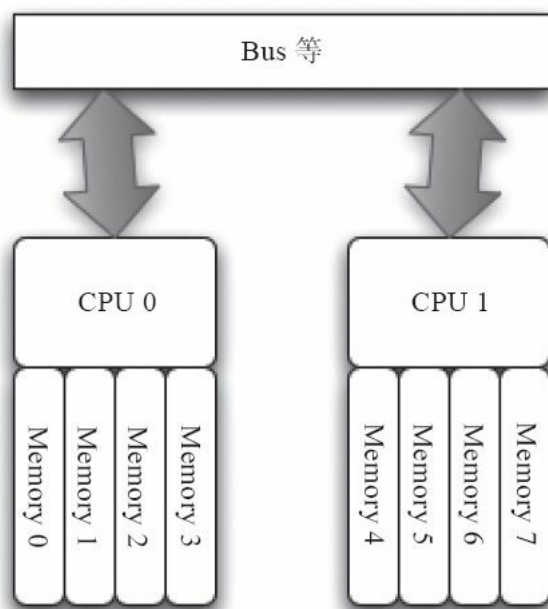 Bus 等
CPU 0
CPU 1
Memory 0
Memory 1
Memory 2
Memory 3
Memory 4
Memory 5
Memory 6
Memory 7